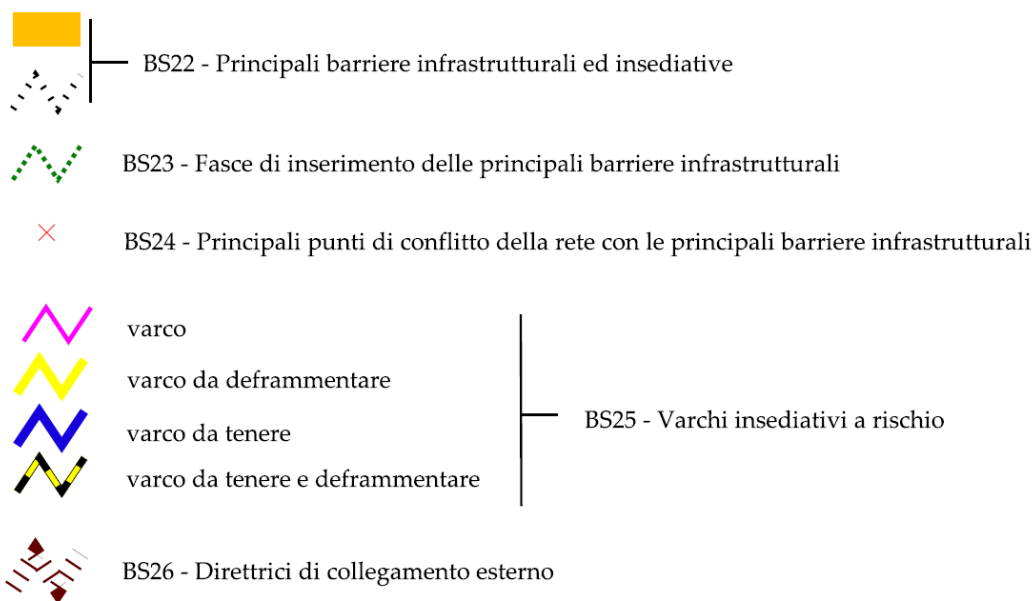 BS22 - Principali barriere infrastrutturali ed insediative
BS23 - Fasce di inserimento delle principali barriere infrastrutturali
BS24 - Principali punti di conflitto della rete con le principali barriere infrastrutturali
varco
varco da deframmentare
varco da tenere
varco da tenere e deframmentare
BS25 - Varchi insediativi a rischio
BS26 - Direttrici di collegamento esterno